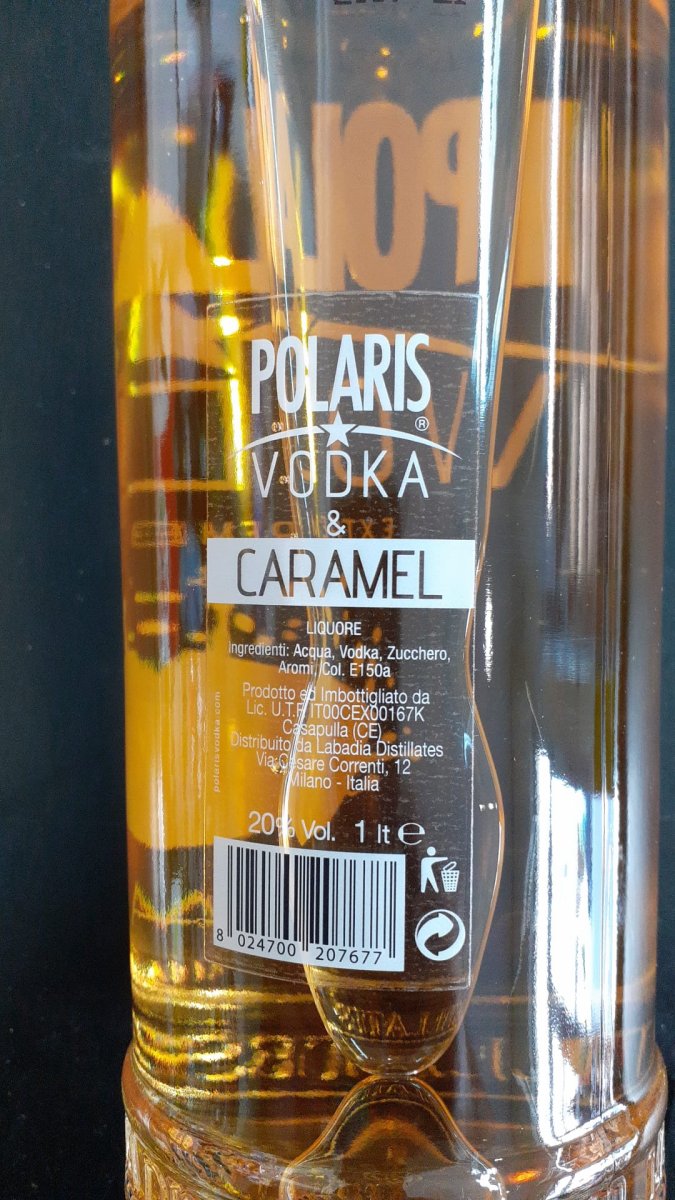 POLARIS
®
VODKA
&
CARAMEL
LIQUORE
Ingredienti: Acqua, Vodka, Zucchero,
Aromi, Col. E150a
Prodotto ed Imbottigliato da
Lic. U.T.F. IT00CEX00167K
Casapulla (CE)
Distribuito da Labadia Distillates
Via Cesare Correnti, 12
Milano - Italia
polarisvodka.com
20% Vol. 1 lt e
8 024700 207677